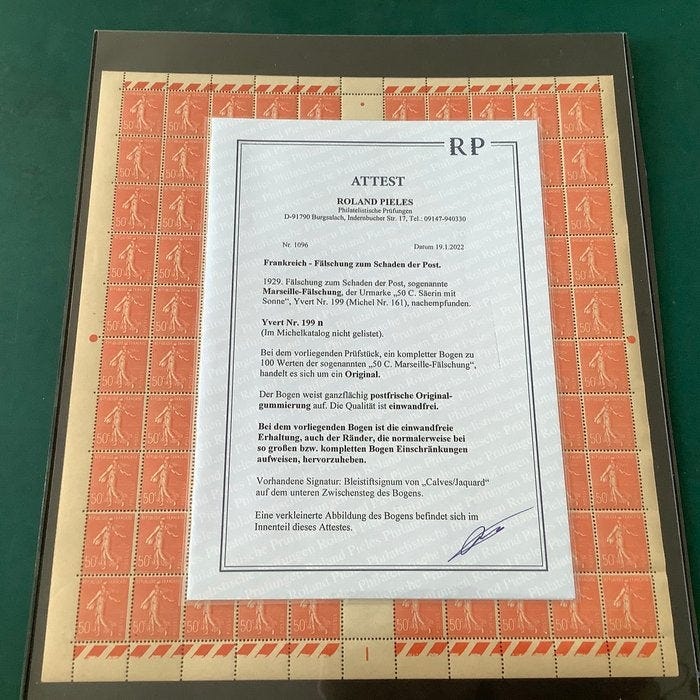 RP
ATTEST
ROLAND PIELES
Philatelistische Prüfungen
D-91790 Burgsalach, Indernbucher Str. 17, Tel.: 09147-940330
Nr. 1096 Datum 19.1.2022
Frankreich - Fälschung zum Schaden der Post.
1929. Fälschung zum Schaden der Post, sogenannte
Marseille-Fälschung, der Urmarke „50 C. Säerin mit
Sonne“, Yvert Nr. 199 (Michel Nr. 161), nachempfunden.
Yvert Nr. 199 n
(Im Michelkatalog nicht gelistet).
Bei dem vorliegenden Prüfstück, ein kompletter Bogen zu
100 Werten der sogenannten „50 C. Marseille-Fälschung“,
handelt es sich um ein Original.
Der Bogen weist ganzflächig postfrische Original-
gummierung auf. Die Qualität ist einwandfrei.
Bei dem vorliegenden Bogen ist die einwandfreie
Erhaltung, auch der Ränder, die normalerweise bei
so großen bzw. kompletten Bogen Einschränkungen
aufweisen, hervorzuheben.
Vorhandene Signatur: Bleistiftsignum von „Calves/Jaquard“
auf dem unteren Zwischensteg des Bogens.
Eine verkleinerte Abbildung des Bogens befindet sich im
Innenteil dieses Attestes.